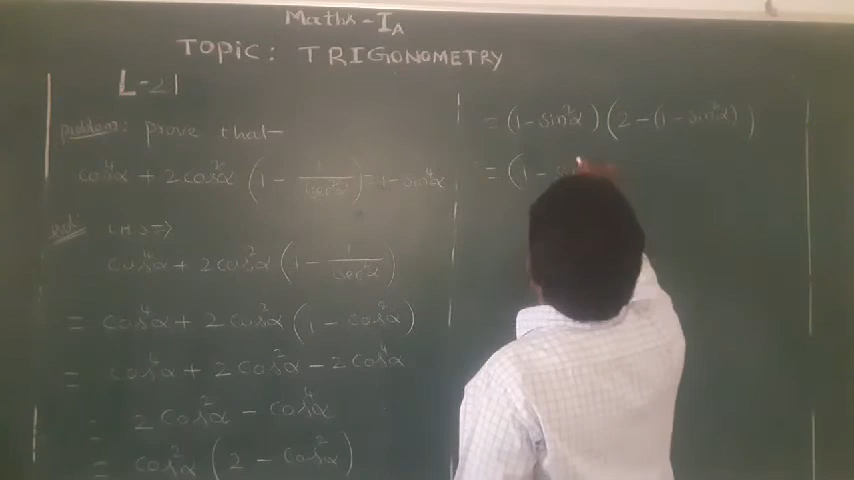 Maths - I_A
TOPIC: TRIGONOMETRY
L-21
problem: prove that
cos⁴α + 2cos²α (1 - 1/sec²α) = 1 - sin⁴α
sol: LHS ⇒
cos⁴α + 2cos²α (1 - 1/sec²α)
= cos⁴α + 2cos²α (1 - cos²α)
= cos⁴α + 2cos²α - 2cos⁴α
= 2cos²α - cos⁴α
= cos²α (2 - cos²α)
= (1 - sin²α) (2 - (1 - sin²α))
= (1 -